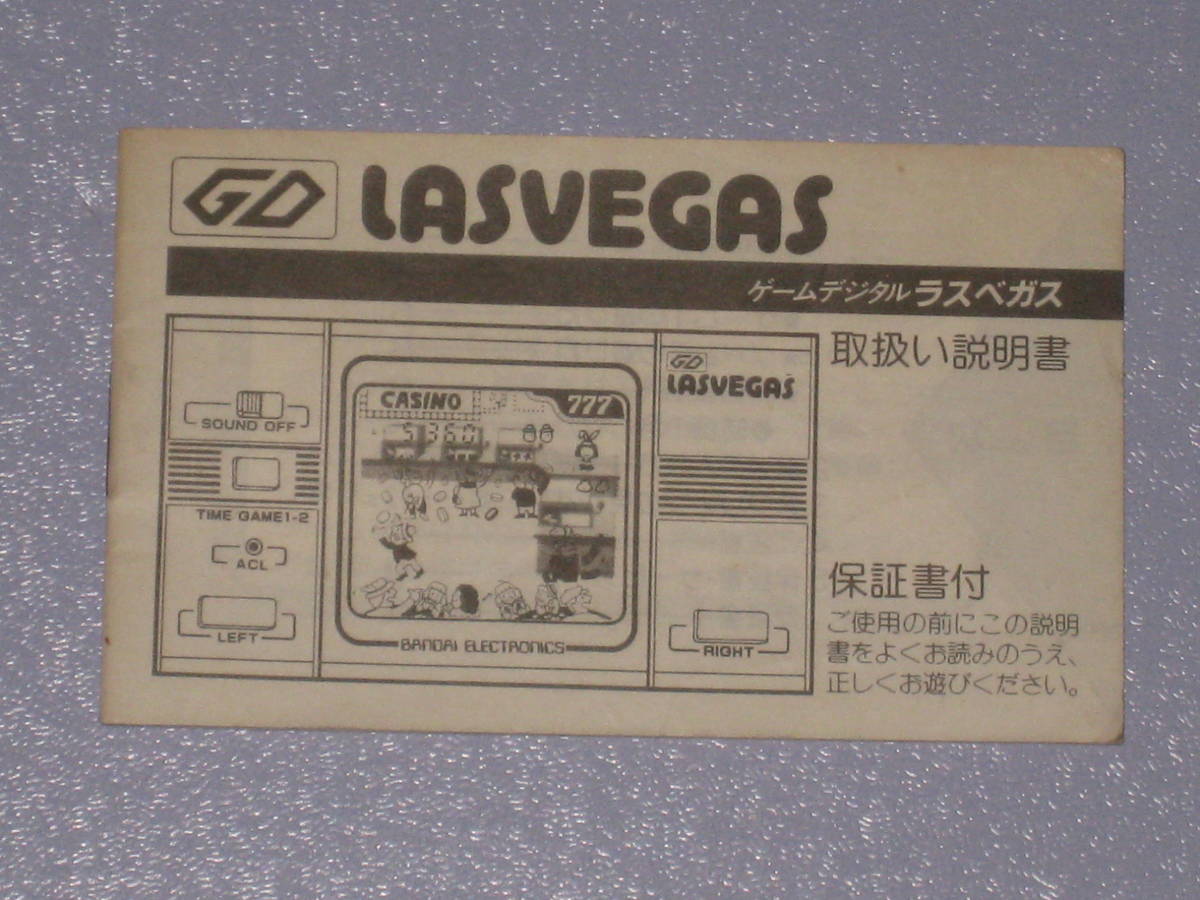 GD LASVEGAS
ゲームデジタル ラスベガス
取扱い説明書
SOUND OFF
TIME GAME1-2
ACL
LEFT
CASINO
777
5 360
BANDAI ELECTRONICS
GD
LASVEGAS
RIGHT
保証書付
ご使用の前にこの説明
書をよくお読みのうえ、
正しくお遊びください。